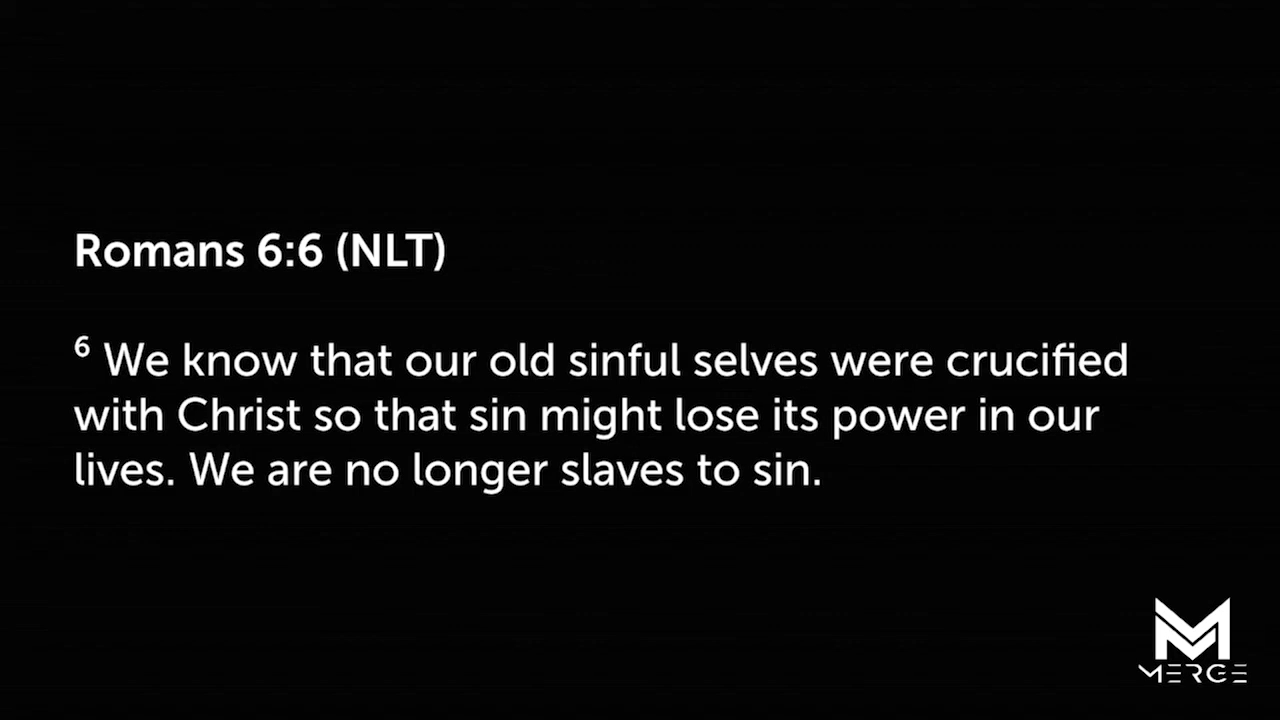 Romans 6:6 (NLT)
6 We know that our old sinful selves were crucified
with Christ so that sin might lose its power in our
lives. We are no longer slaves to sin.
MERGE